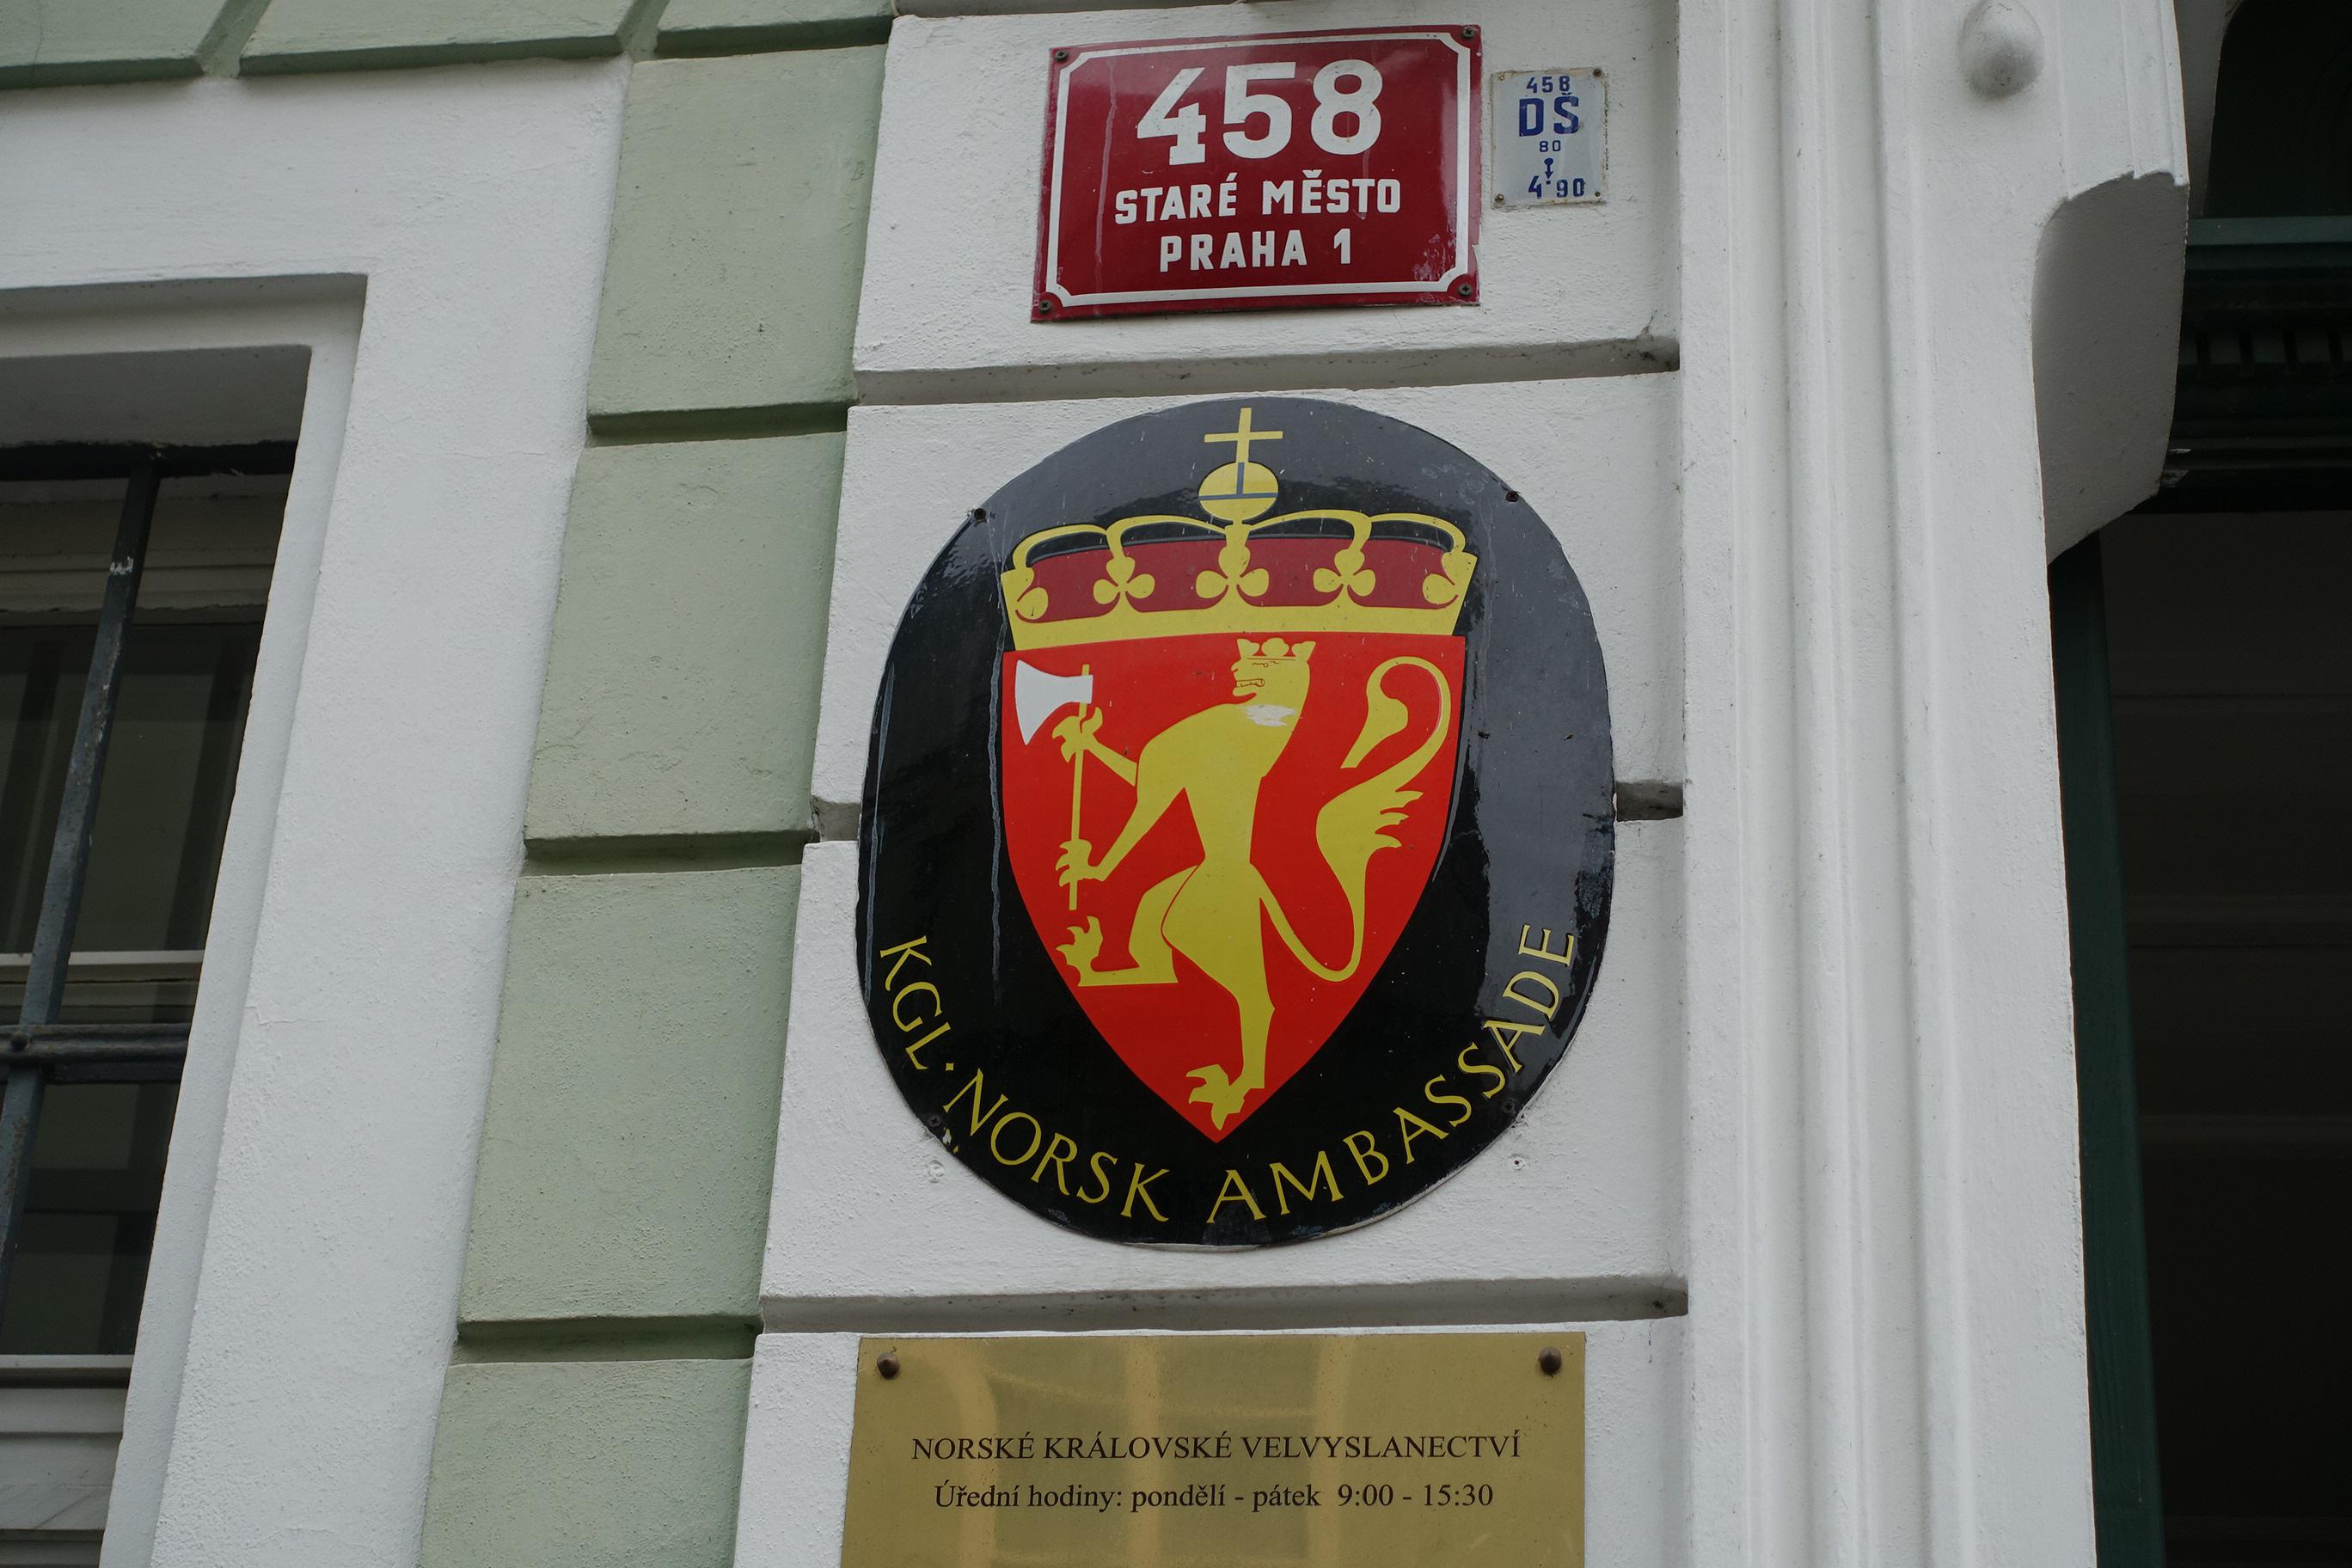 458
STARÉ MĚSTO
PRAHA 1
458
DŠ
80
4·90
KGL·NORSK AMBASSADE
NORSKÉ KRÁLOVSKÉ VELVYSLANECTVÍ
Úřední hodiny: pondělí - pátek 9:00 - 15:30